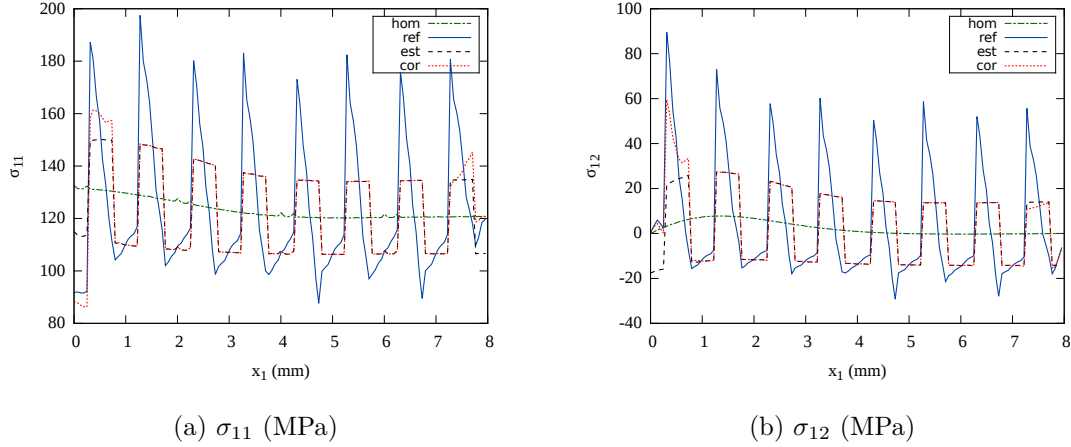 200
180
160
140
120
100
80
σ11
0 1 2 3 4 5 6 7 8
x1 (mm)
hom
ref
est
cor
(a) σ11 (MPa)
100
80
60
40
20
0
-20
-40
σ12
0 1 2 3 4 5 6 7 8
x1 (mm)
hom
ref
est
cor
(b) σ12 (MPa)